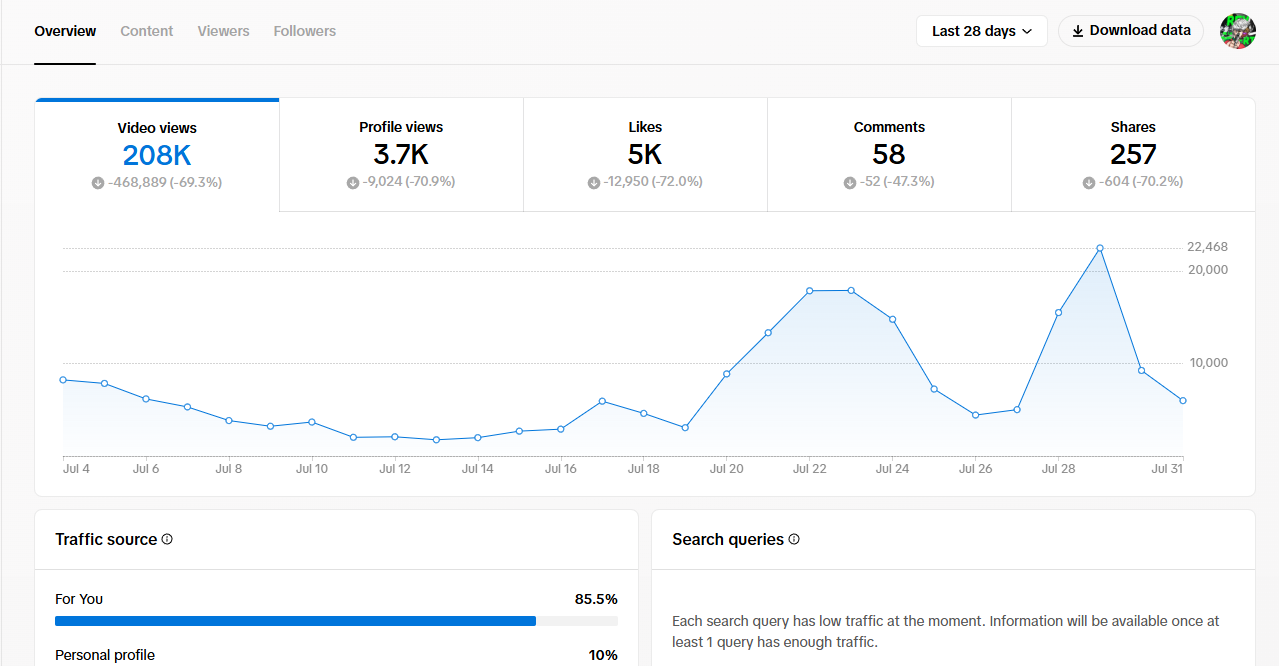 Overview Content Viewers Followers Last 28 days Download data
Video views Profile views Likes Comments Shares
208K 3.7K 5K 58 257
-468,889 (-69.3%) -9,024 (-70.9%) -12,950 (-72.0%) -52 (-47.3%) -604 (-70.2%)
22,468
20,000
10,000
Jul 4 Jul 6 Jul 8 Jul 10 Jul 12 Jul 14 Jul 16 Jul 18 Jul 20 Jul 22 Jul 24 Jul 26 Jul 28 Jul 31
Traffic source
For You 85.5%
Personal profile 10%
Search queries
Each search query has low traffic at the moment. Information will be available once at
least 1 query has enough traffic.